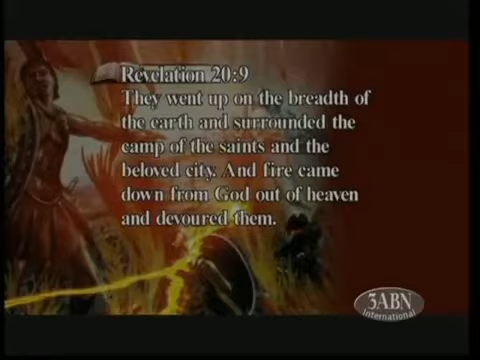 Revelation 20:9
They went up on the breadth of
the earth and surrounded the
camp of the saints and the
beloved city. And fire came
down from God out of heaven
and devoured them.
3ABN
International